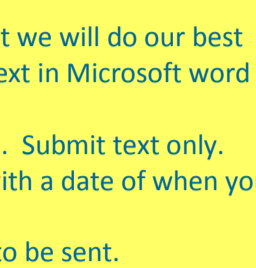 t we will do our best
ext in Microsoft word
. Submit text only.
ith a date of when yo
to be sent.